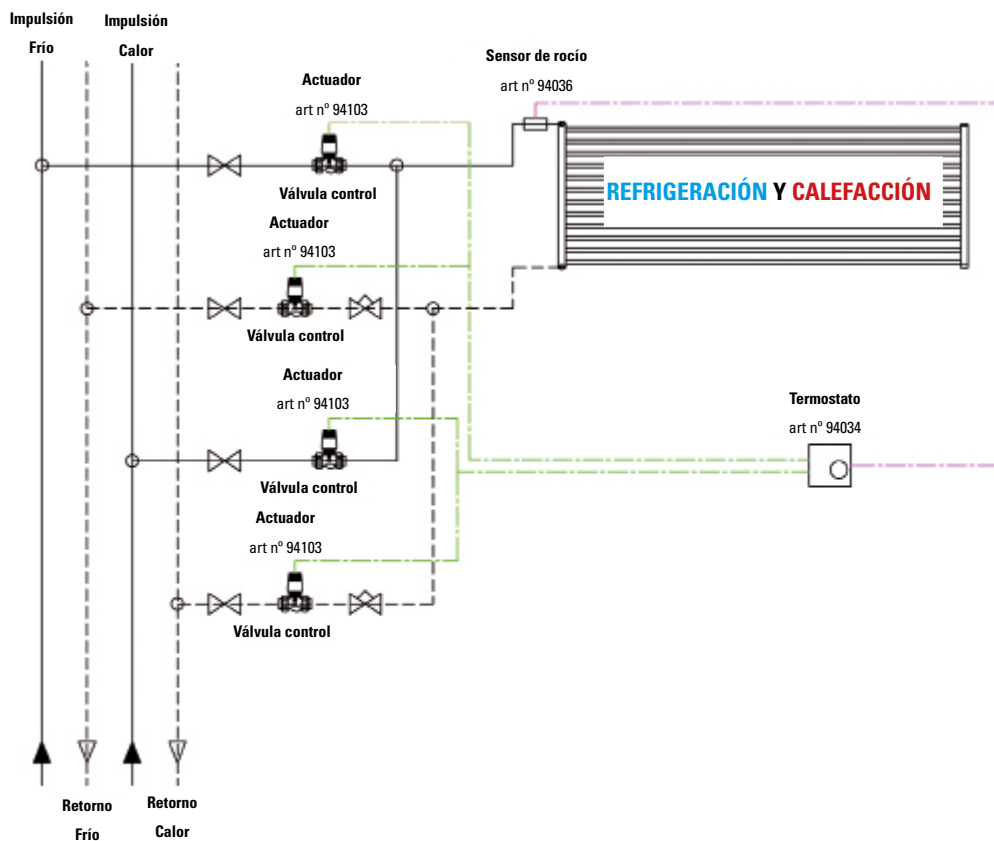 Impulsión
Frío
Impulsión
Calor
Actuador
art nº 94103
Sensor de rocío
art nº 94036
Válvula control
REFRIGERACIÓN Y CALEFACCIÓN
Actuador
art nº 94103
Válvula control
Actuador
art nº 94103
Termostato
art nº 94034
Válvula control
Actuador
art nº 94103
Válvula control
Retorno
Frío
Retorno
Calor